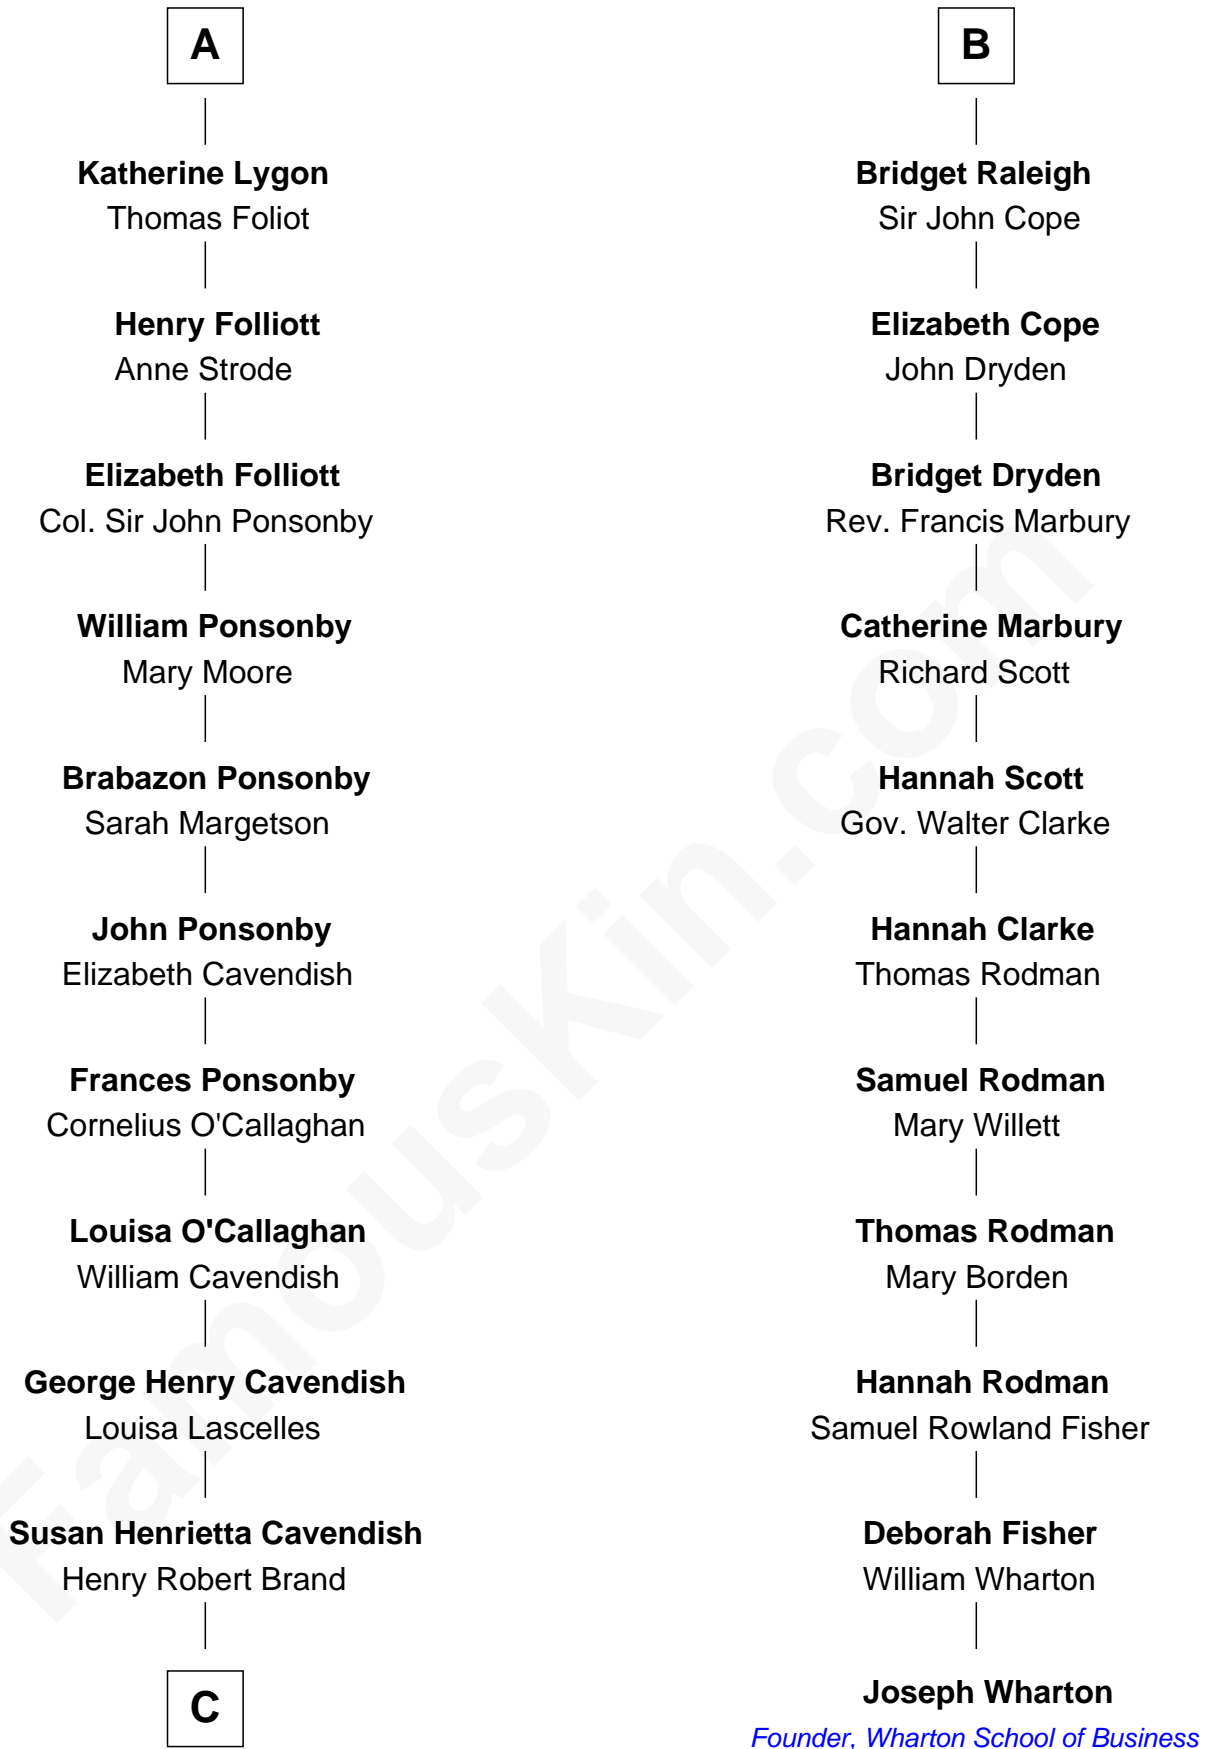 A
Katherine Lygon
Thomas Foliot
Henry Folliott
Anne Strode
Elizabeth Folliott
Col. Sir John Ponsonby
William Ponsonby
Mary Moore
Brabazon Ponsonby
Sarah Margetson
John Ponsonby
Elizabeth Cavendish
Frances Ponsonby
Cornelius O'Callaghan
Louisa O'Callaghan
William Cavendish
George Henry Cavendish
Louisa Lascelles
Susan Henrietta Cavendish
Henry Robert Brand
C
B
Bridget Raleigh
Sir John Cope
Elizabeth Cope
John Dryden
Bridget Dryden
Rev. Francis Marbury
Catherine Marbury
Richard Scott
Hannah Scott
Gov. Walter Clarke
Hannah Clarke
Thomas Rodman
Samuel Rodman
Mary Willett
Thomas Rodman
Mary Borden
Hannah Rodman
Samuel Rowland Fisher
Deborah Fisher
William Wharton
Joseph Wharton
Founder, Wharton School of Business
FamousKin.com